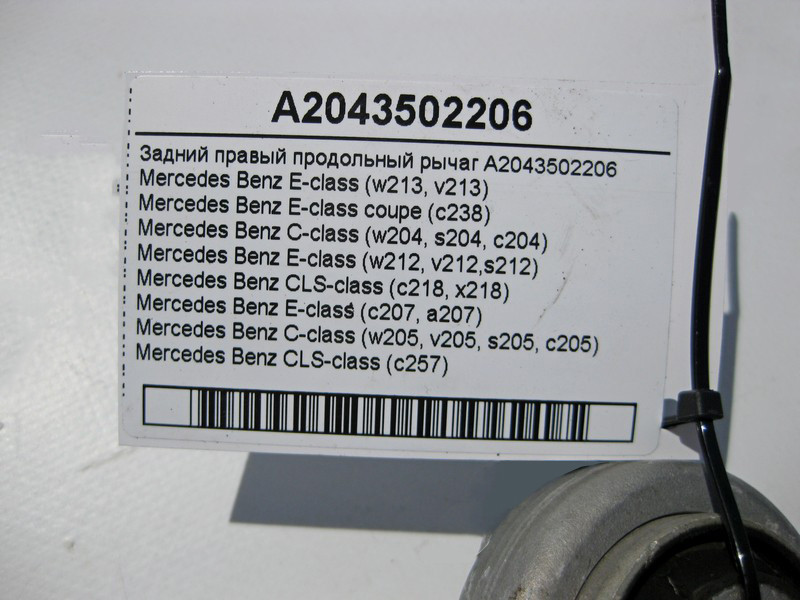 A2043502206
Задний правый продольный рычаг A2043502206
Mercedes Benz E-class (w213, v213)
Mercedes Benz E-class coupe (c238)
Mercedes Benz C-class (w204, s204, c204)
Mercedes Benz E-class (w212, v212,s212)
Mercedes Benz CLS-class (c218, x218)
Mercedes Benz E-class (c207, a207)
Mercedes Benz C-class (w205, v205, s205, c205)
Mercedes Benz CLS-class (c257)